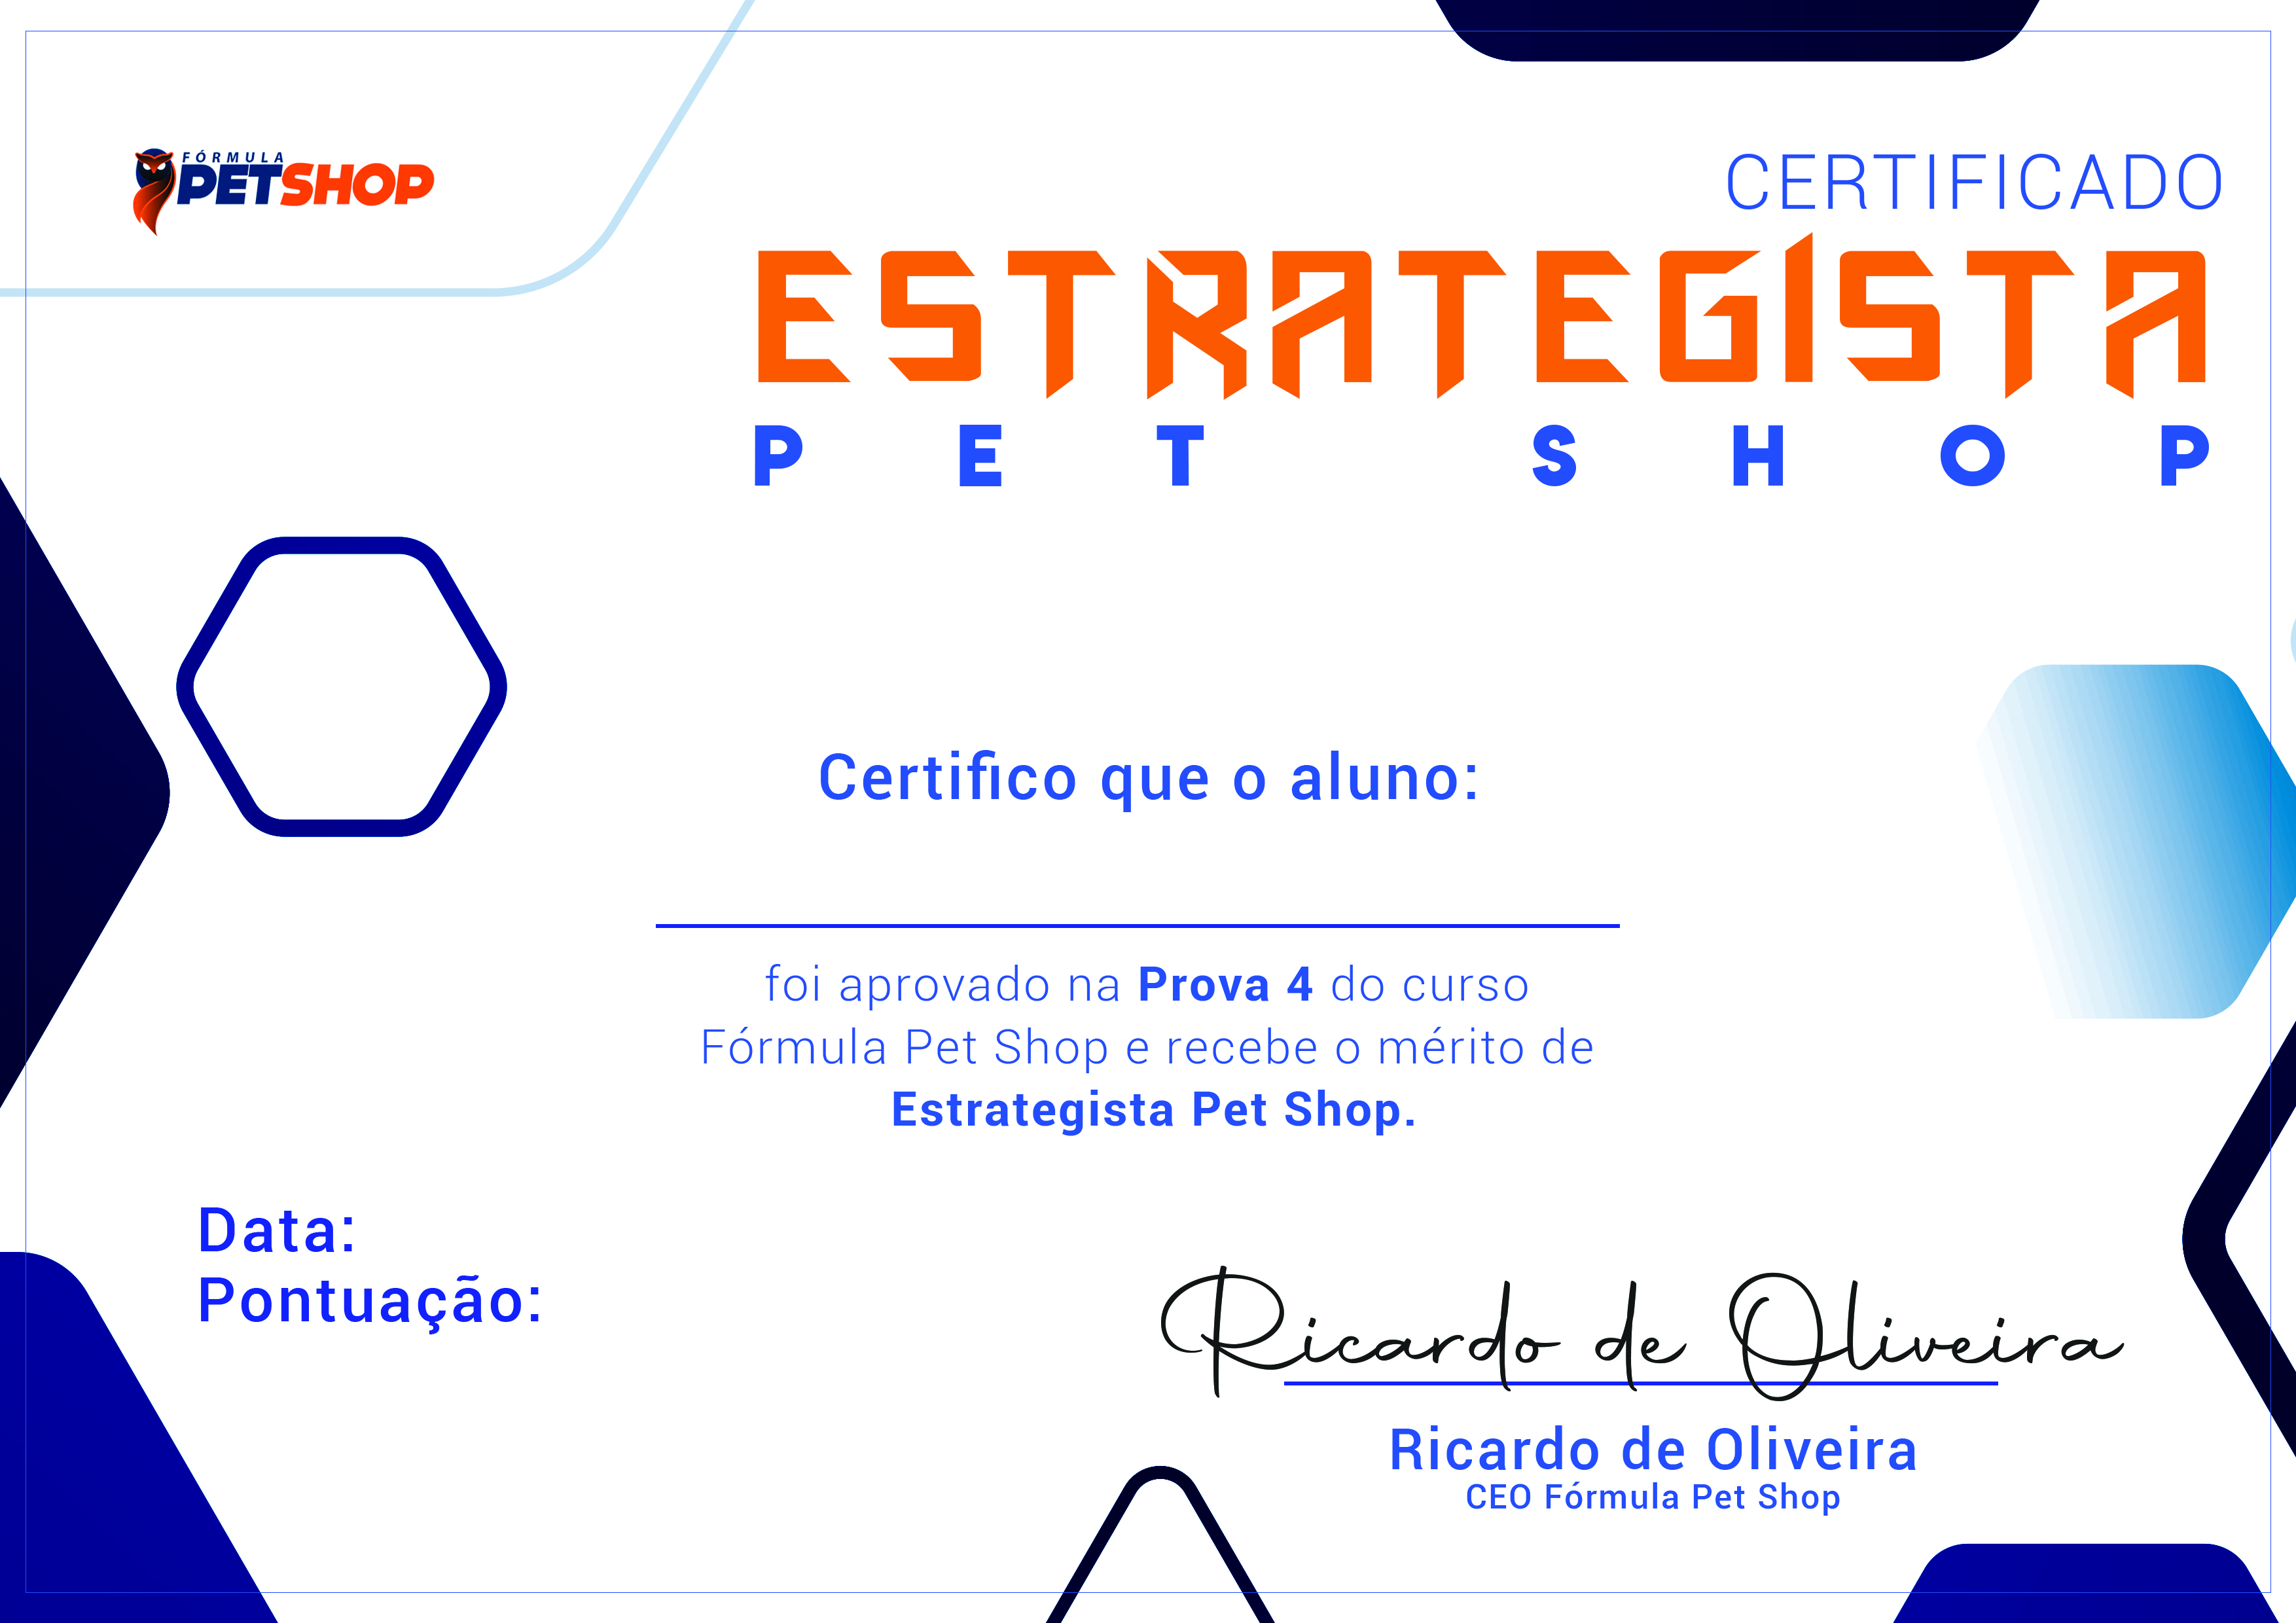 FÓRMULA
PETSHOP
CERTIFICADO
ESTRATEGISTA
PET SHOP
Certifico que o aluno:
foi aprovado na Prova 4 do curso
Fórmula Pet Shop e recebe o mérito de
Estrategista Pet Shop.
Data:
Pontuação:
Ricardo de Oliveira
Ricardo de Oliveira
CEO Fórmula Pet Shop